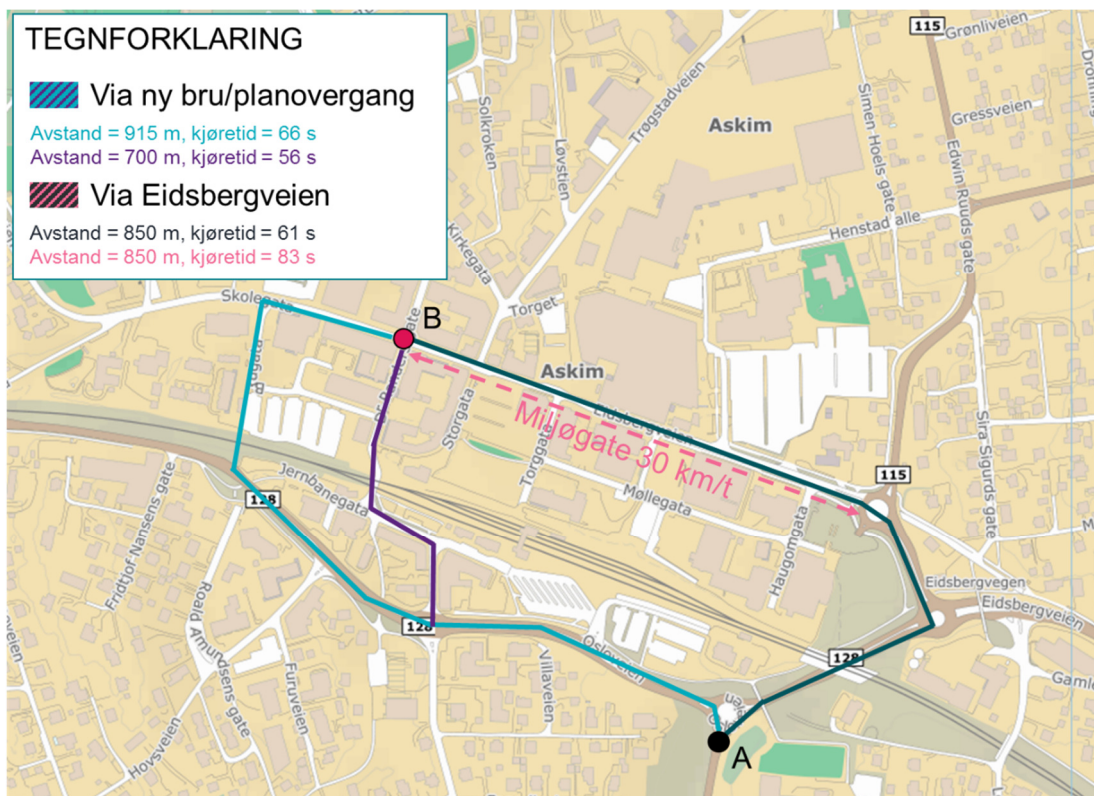 TEGNFORKLARING
Via ny bru/planovergang
Avstand = 915 m, kjøretid = 66 s
Avstand = 700 m, kjøretid = 56 s
Via Eidsbergveien
Avstand = 850 m, kjøretid = 61 s
Avstand = 850 m, kjøretid = 83 s
115
Grønliveien
Solkroken
Løvstien
Trøgstadveien
Askim
Simen Hoels gate
Gressveien
Edwin Ruuds gate
Kirkegata
Henstad alle
Skolegata
Torget
B
Askim
Storgata
Eidsbergveien
Miljøgate 30 km/t
Torggata
Møllegata
Haugomgata
115
Sira Sigurds gate
Jernbanegata
128
Fridtjof Nansens gate
Roald Amundsens gate
Furuveien
Hovsveien
128
Villaveien
Osloveien
128
Eidsbergvegen
Eidsbergveien
A